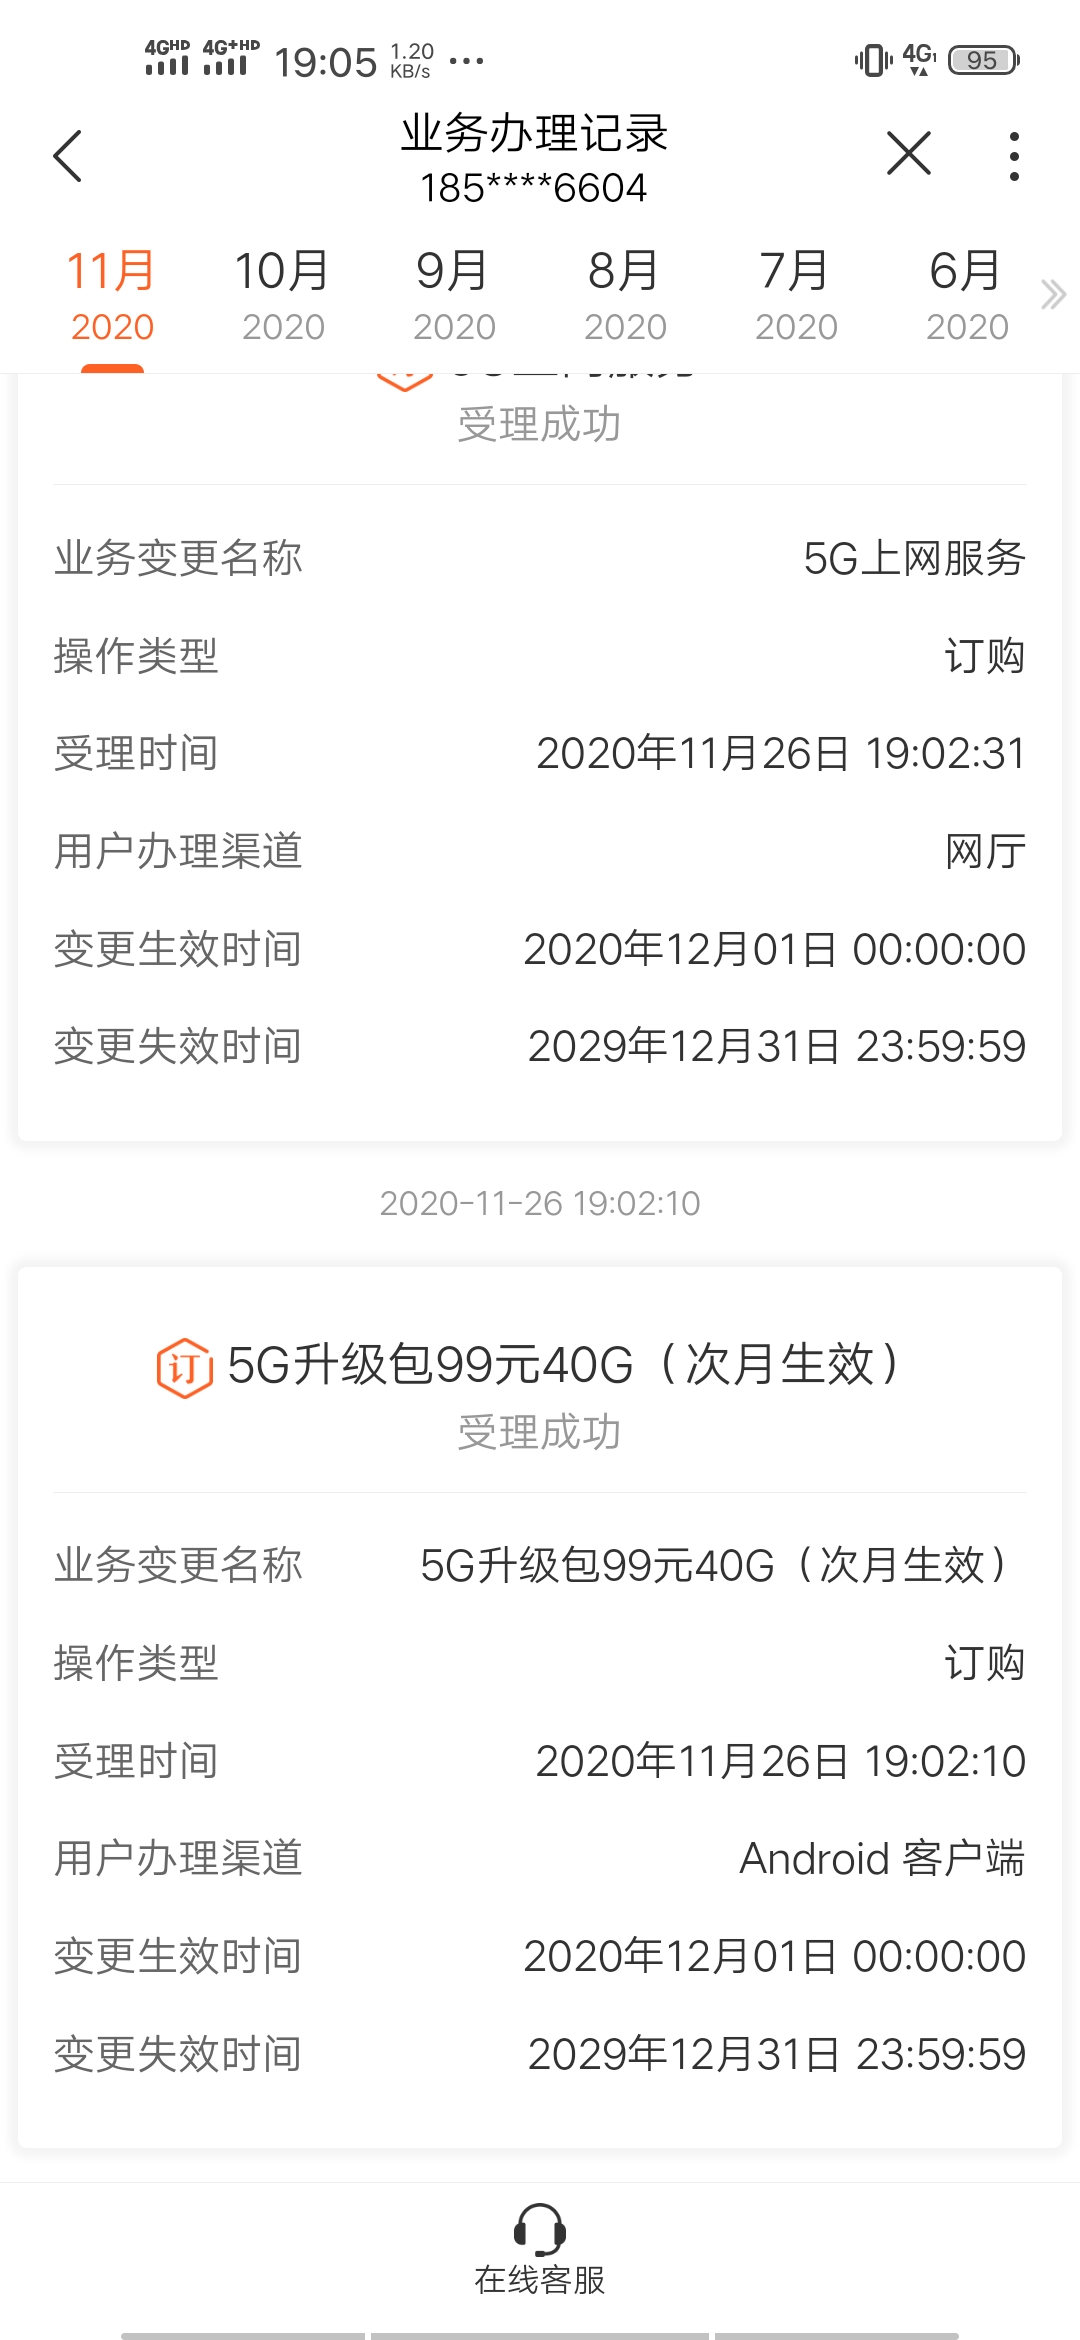 4GHD 4G+HD 19:05 1.20 KB/s ... 4G 95
业务办理记录
185****6604
11月 10月 9月 8月 7月 6月
2020 2020 2020 2020 2020 2020
5G上网服务
受理成功
业务变更名称 5G上网服务
操作类型 订购
受理时间 2020年11月26日 19:02:31
用户办理渠道 网厅
变更生效时间 2020年12月01日 00:00:00
变更失效时间 2029年12月31日 23:59:59
2020-11-26 19:02:10
订 5G升级包99元40G（次月生效）
受理成功
业务变更名称 5G升级包99元40G（次月生效）
操作类型 订购
受理时间 2020年11月26日 19:02:10
用户办理渠道 Android 客户端
变更生效时间 2020年12月01日 00:00:00
变更失效时间 2029年12月31日 23:59:59
在线客服